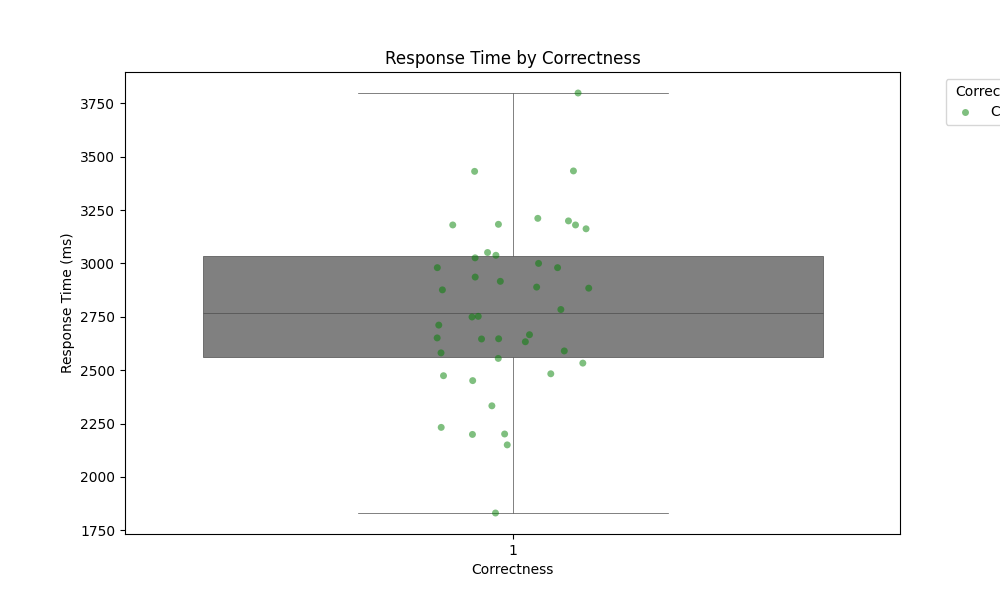 Response Time by Correctness
Correc
C
3750
3500
3250
3000
2750
2500
2250
2000
1750
Response Time (ms)
1
Correctness